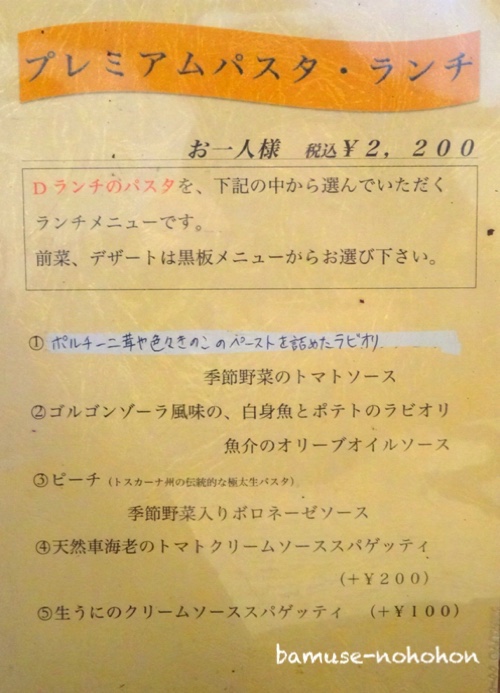 プレミアムパスタ・ランチ
お一人様 税込¥2，200
Dランチのパスタを、下記の中から選んでいただく
ランチメニューです。
前菜、デザートは黒板メニューからお選び下さい。
①ポルチーニ茸や色々きのこのペーストを詰めたラビオリ
季節野菜のトマトソース
②ゴルゴンゾーラ風味の、白身魚とポテトのラビオリ
魚介のオリーブオイルソース
③ピーチ（トスカーナ州の伝統的な極太生パスタ）
季節野菜入りボロネーゼソース
④天然車海老のトマトクリームソーススパゲッティ
（+¥200）
⑤生うにのクリームソーススパゲッティ （+¥100）
bamuse-nohohon